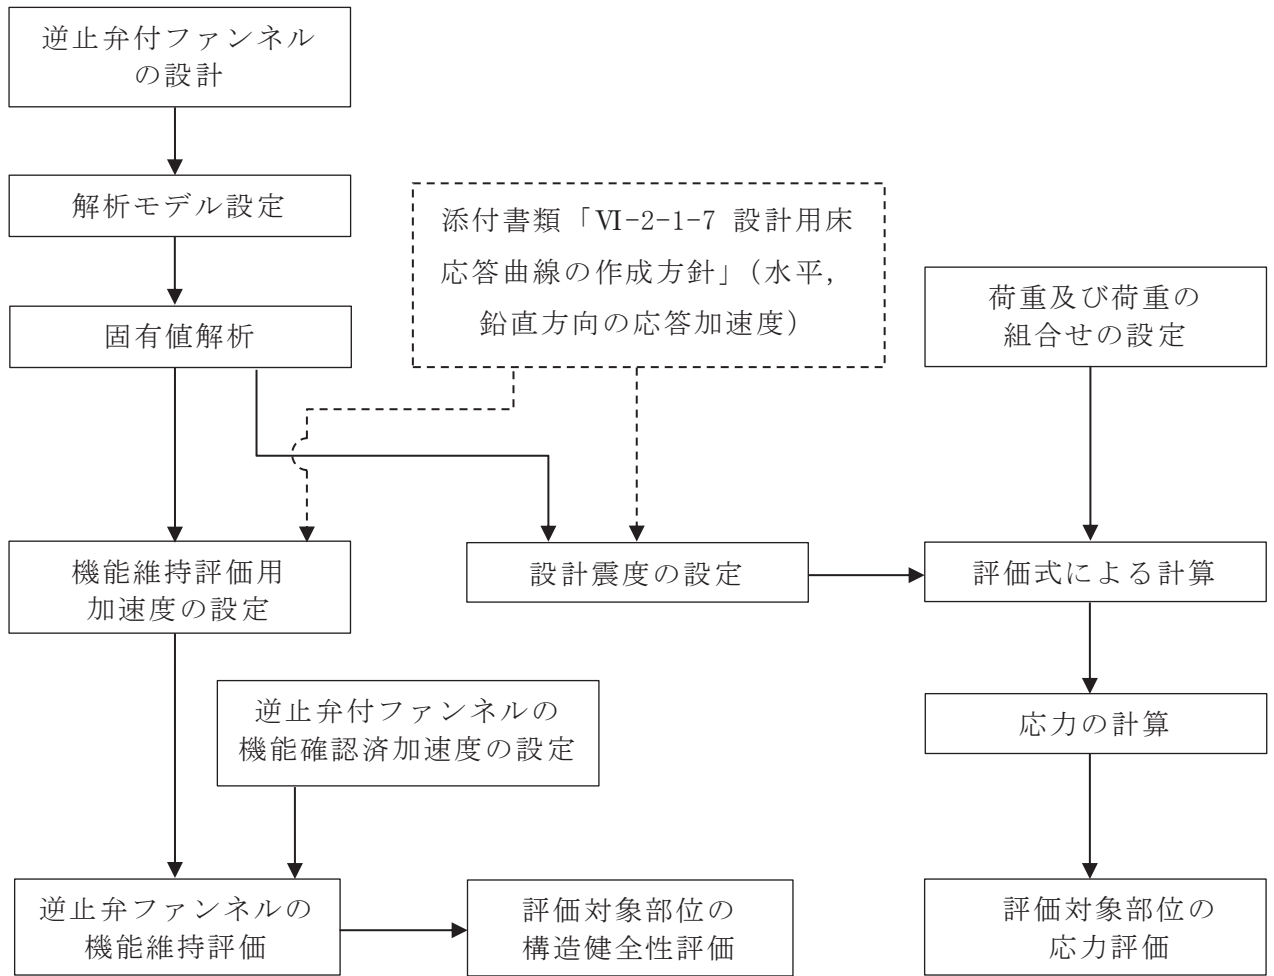 逆止弁付ファンネル
の設計
解析モデル設定
固有値解析
添付書類「Ⅵ-2-1-7 設計用床
応答曲線の作成方針」（水平，
鉛直方向の応答加速度）
荷重及び荷重の
組合せの設定
機能維持評価用
加速度の設定
設計震度の設定
評価式による計算
逆止弁付ファンネルの
機能確認済加速度の設定
応力の計算
逆止弁ファンネルの
機能維持評価
評価対象部位の
構造健全性評価
評価対象部位の
応力評価